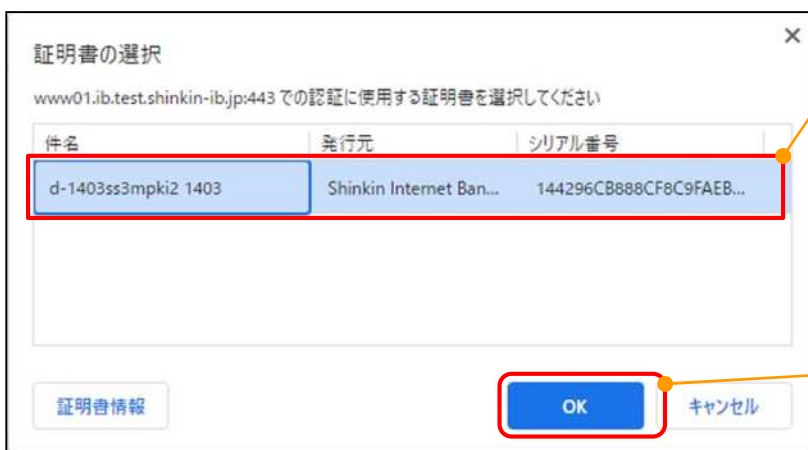 証明書の選択
www01.ib.test.shinkin-ib.jp:443 での認証に使用する証明書を選択してください
件名 発行元 シリアル番号
d-1403ss3mpki2 1403 Shinkin Internet Ban... 144296CB888CF8C9FAEB...
証明書情報 OK キャンセル